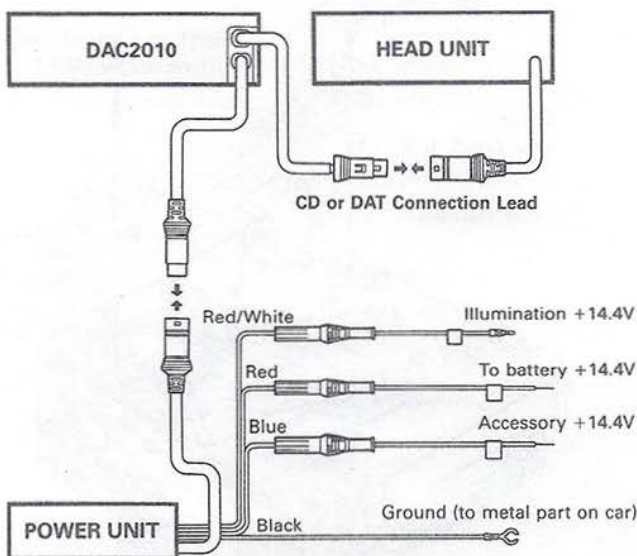 DAC2010
HEAD UNIT
CD or DAT Connection Lead
Red/White
Illumination +14.4V
Red
To battery +14.4V
Blue
Accessory +14.4V
Ground (to metal part on car)
Black
POWER UNIT